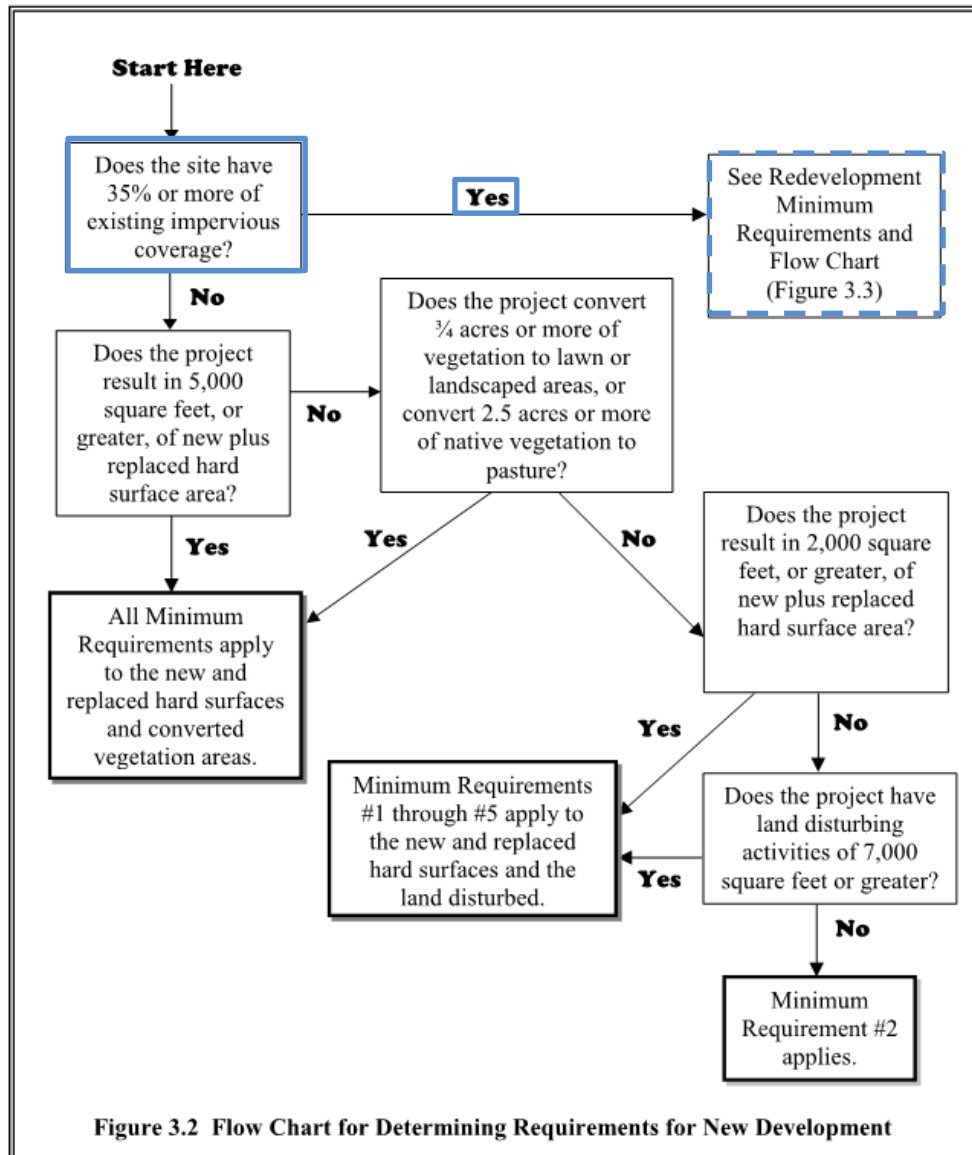 Start Here
Does the site have
35% or more of
existing impervious
coverage?
Yes
See Redevelopment
Minimum
Requirements and
Flow Chart
(Figure 3.3)
No
Does the project
result in 5,000
square feet, or
greater, of new plus
replaced hard
surface area?
No
Does the project convert
¾ acres or more of
vegetation to lawn or
landscaped areas, or
convert 2.5 acres or more
of native vegetation to
pasture?
Yes
Yes
No
Does the project
result in 2,000 square
feet, or greater, of
new plus replaced
hard surface area?
All Minimum
Requirements apply
to the new and
replaced hard surfaces
and converted
vegetation areas.
Yes
No
Minimum Requirements
#1 through #5 apply to
the new and replaced
hard surfaces and the
land disturbed.
Yes
Does the project have
land disturbing
activities of 7,000
square feet or greater?
No
Minimum
Requirement #2
applies.
Figure 3.2 Flow Chart for Determining Requirements for New Development